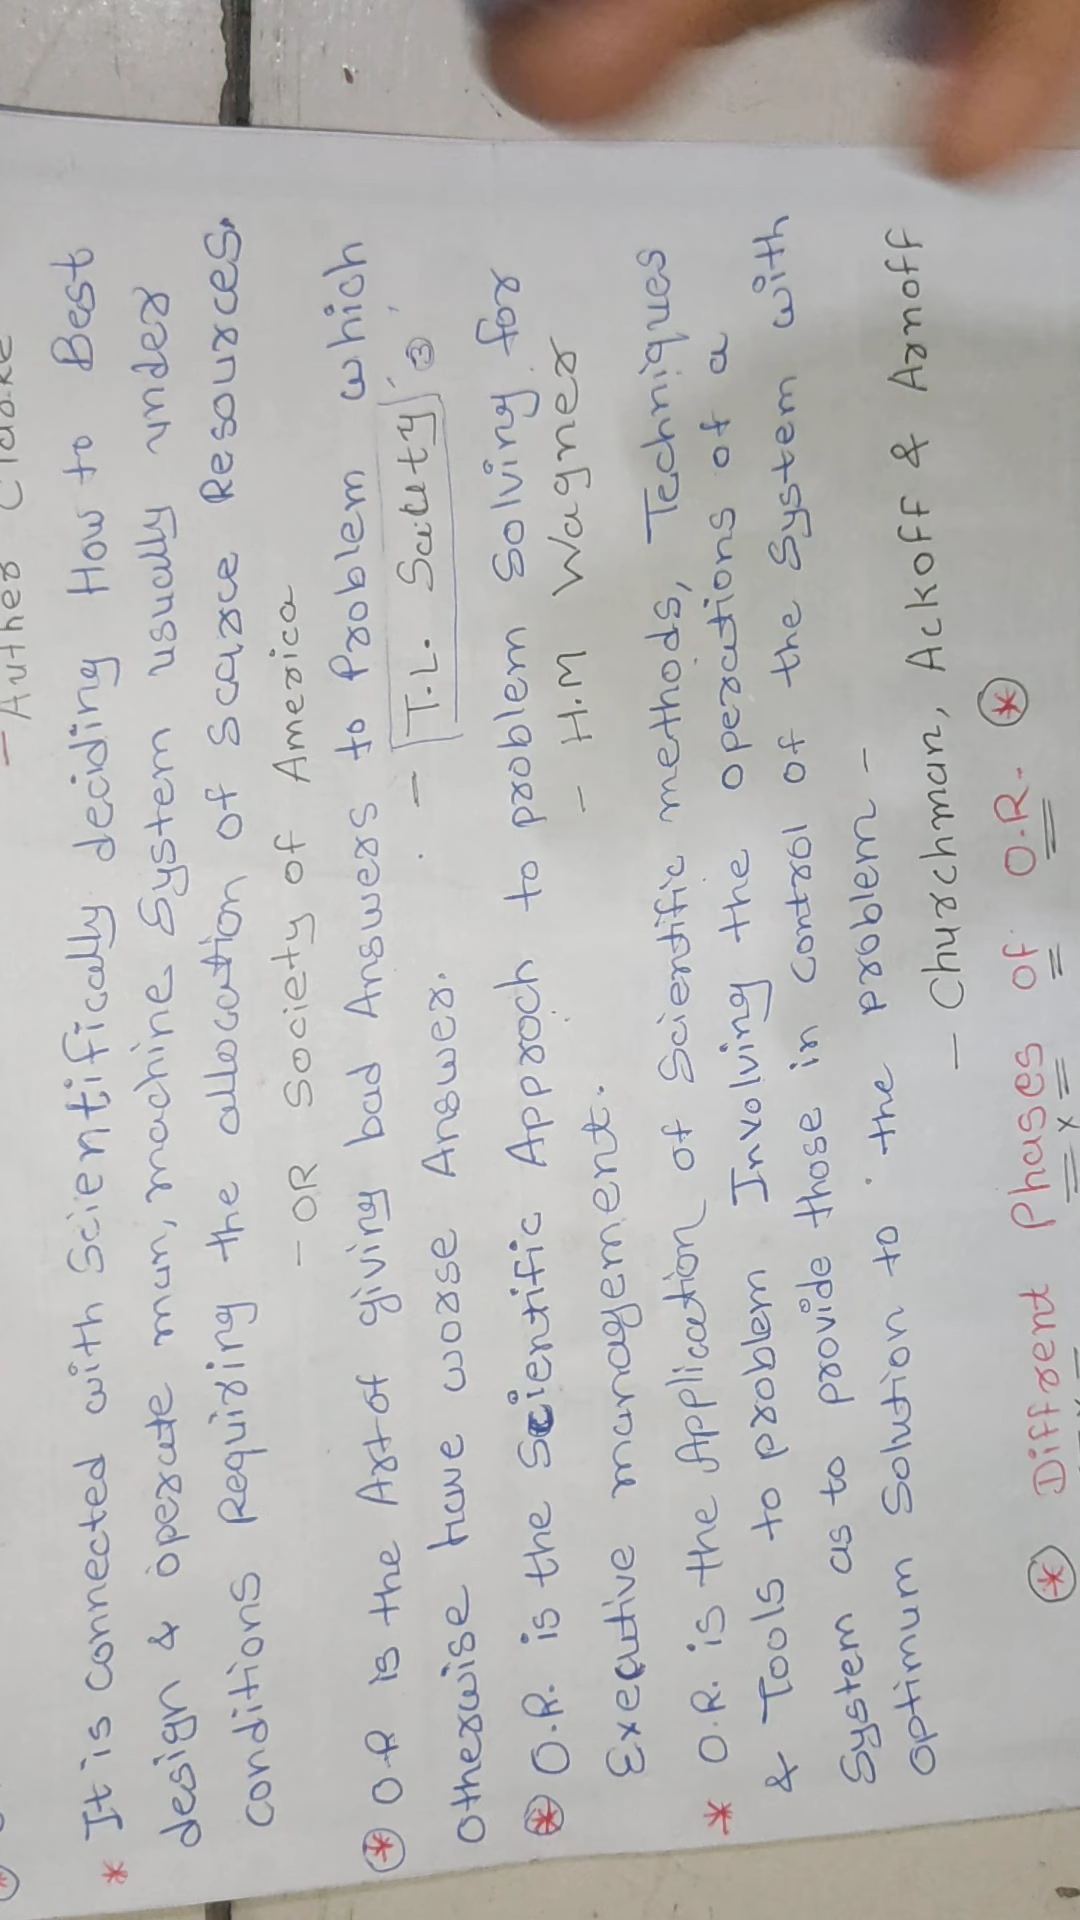 - Auther Clarke
* It is connected with Scientifically deciding How to Best
design & operate man, machine System usually under
conditions Requiring the allocation of scarce Resources.
- OR Society of America
* O.R is the Art of giving bad Answers to Problem which
otherwise have worse Answer. - T.L. Saaty ③
* O.R. is the Scientific Approch to problem Solving for
Executive management. - H.M Wagner
* O.R. is the Application of Scientific methods, Techniques
& Tools to problem Involving the operations of a
System as to provide those in control of the System with
optimum Solution to the problem -
- Churchman, Ackoff & Arnoff
* Diffrent Phases of O.R. *